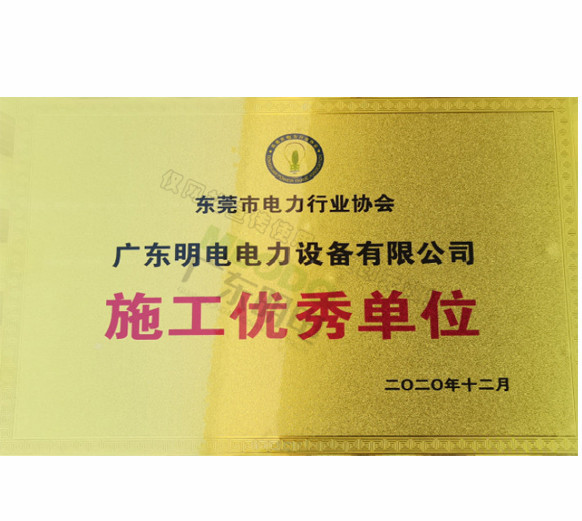 东莞市电力行业协会
广东明电电力设备有限公司
施工优秀单位
二〇二〇年十二月